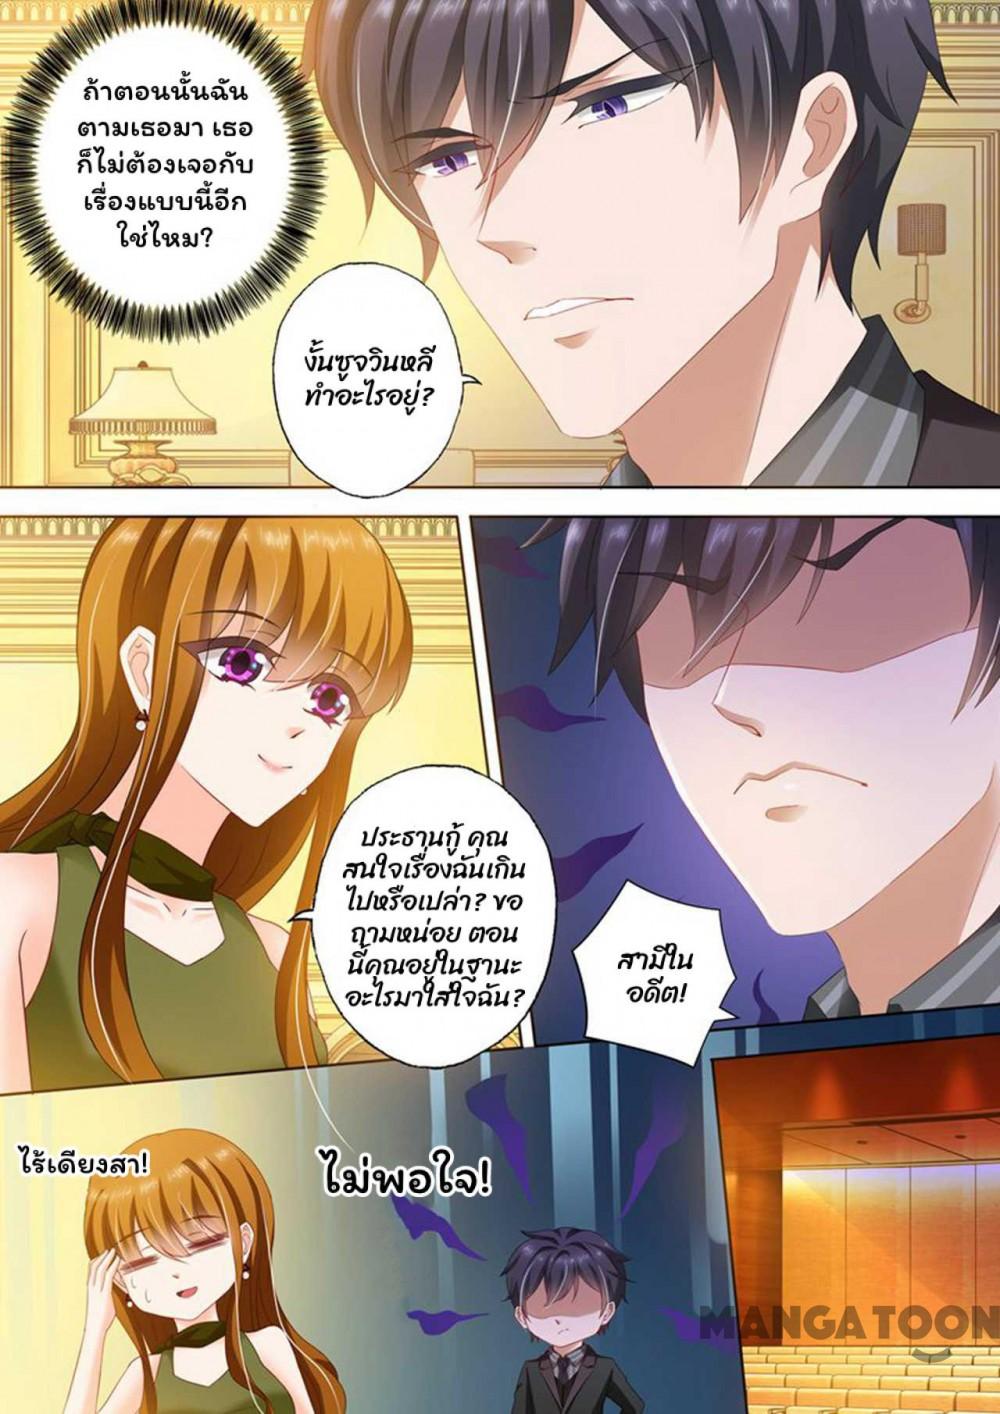 ถ้าตอนนั้นฉัน
ตามเธอมา เธอ
ก็ไม่ต้องเจอกับ
เรื่องแบบนี้อีก
ใช่ไหม?
งั้นซูจวินหลี
ทำอะไรอยู่?
ประธานกู้ คุณ
สนใจเรื่องฉันเกิน
ไปหรือเปล่า? ขอ
ถามหน่อย ตอน
นี้คุณอยู่ในฐานะ
อะไรมาใส่ใจฉัน?
สามีใน
อดีต!
ไร้เดียงสา!
ไม่พอใจ!
MANGATOON